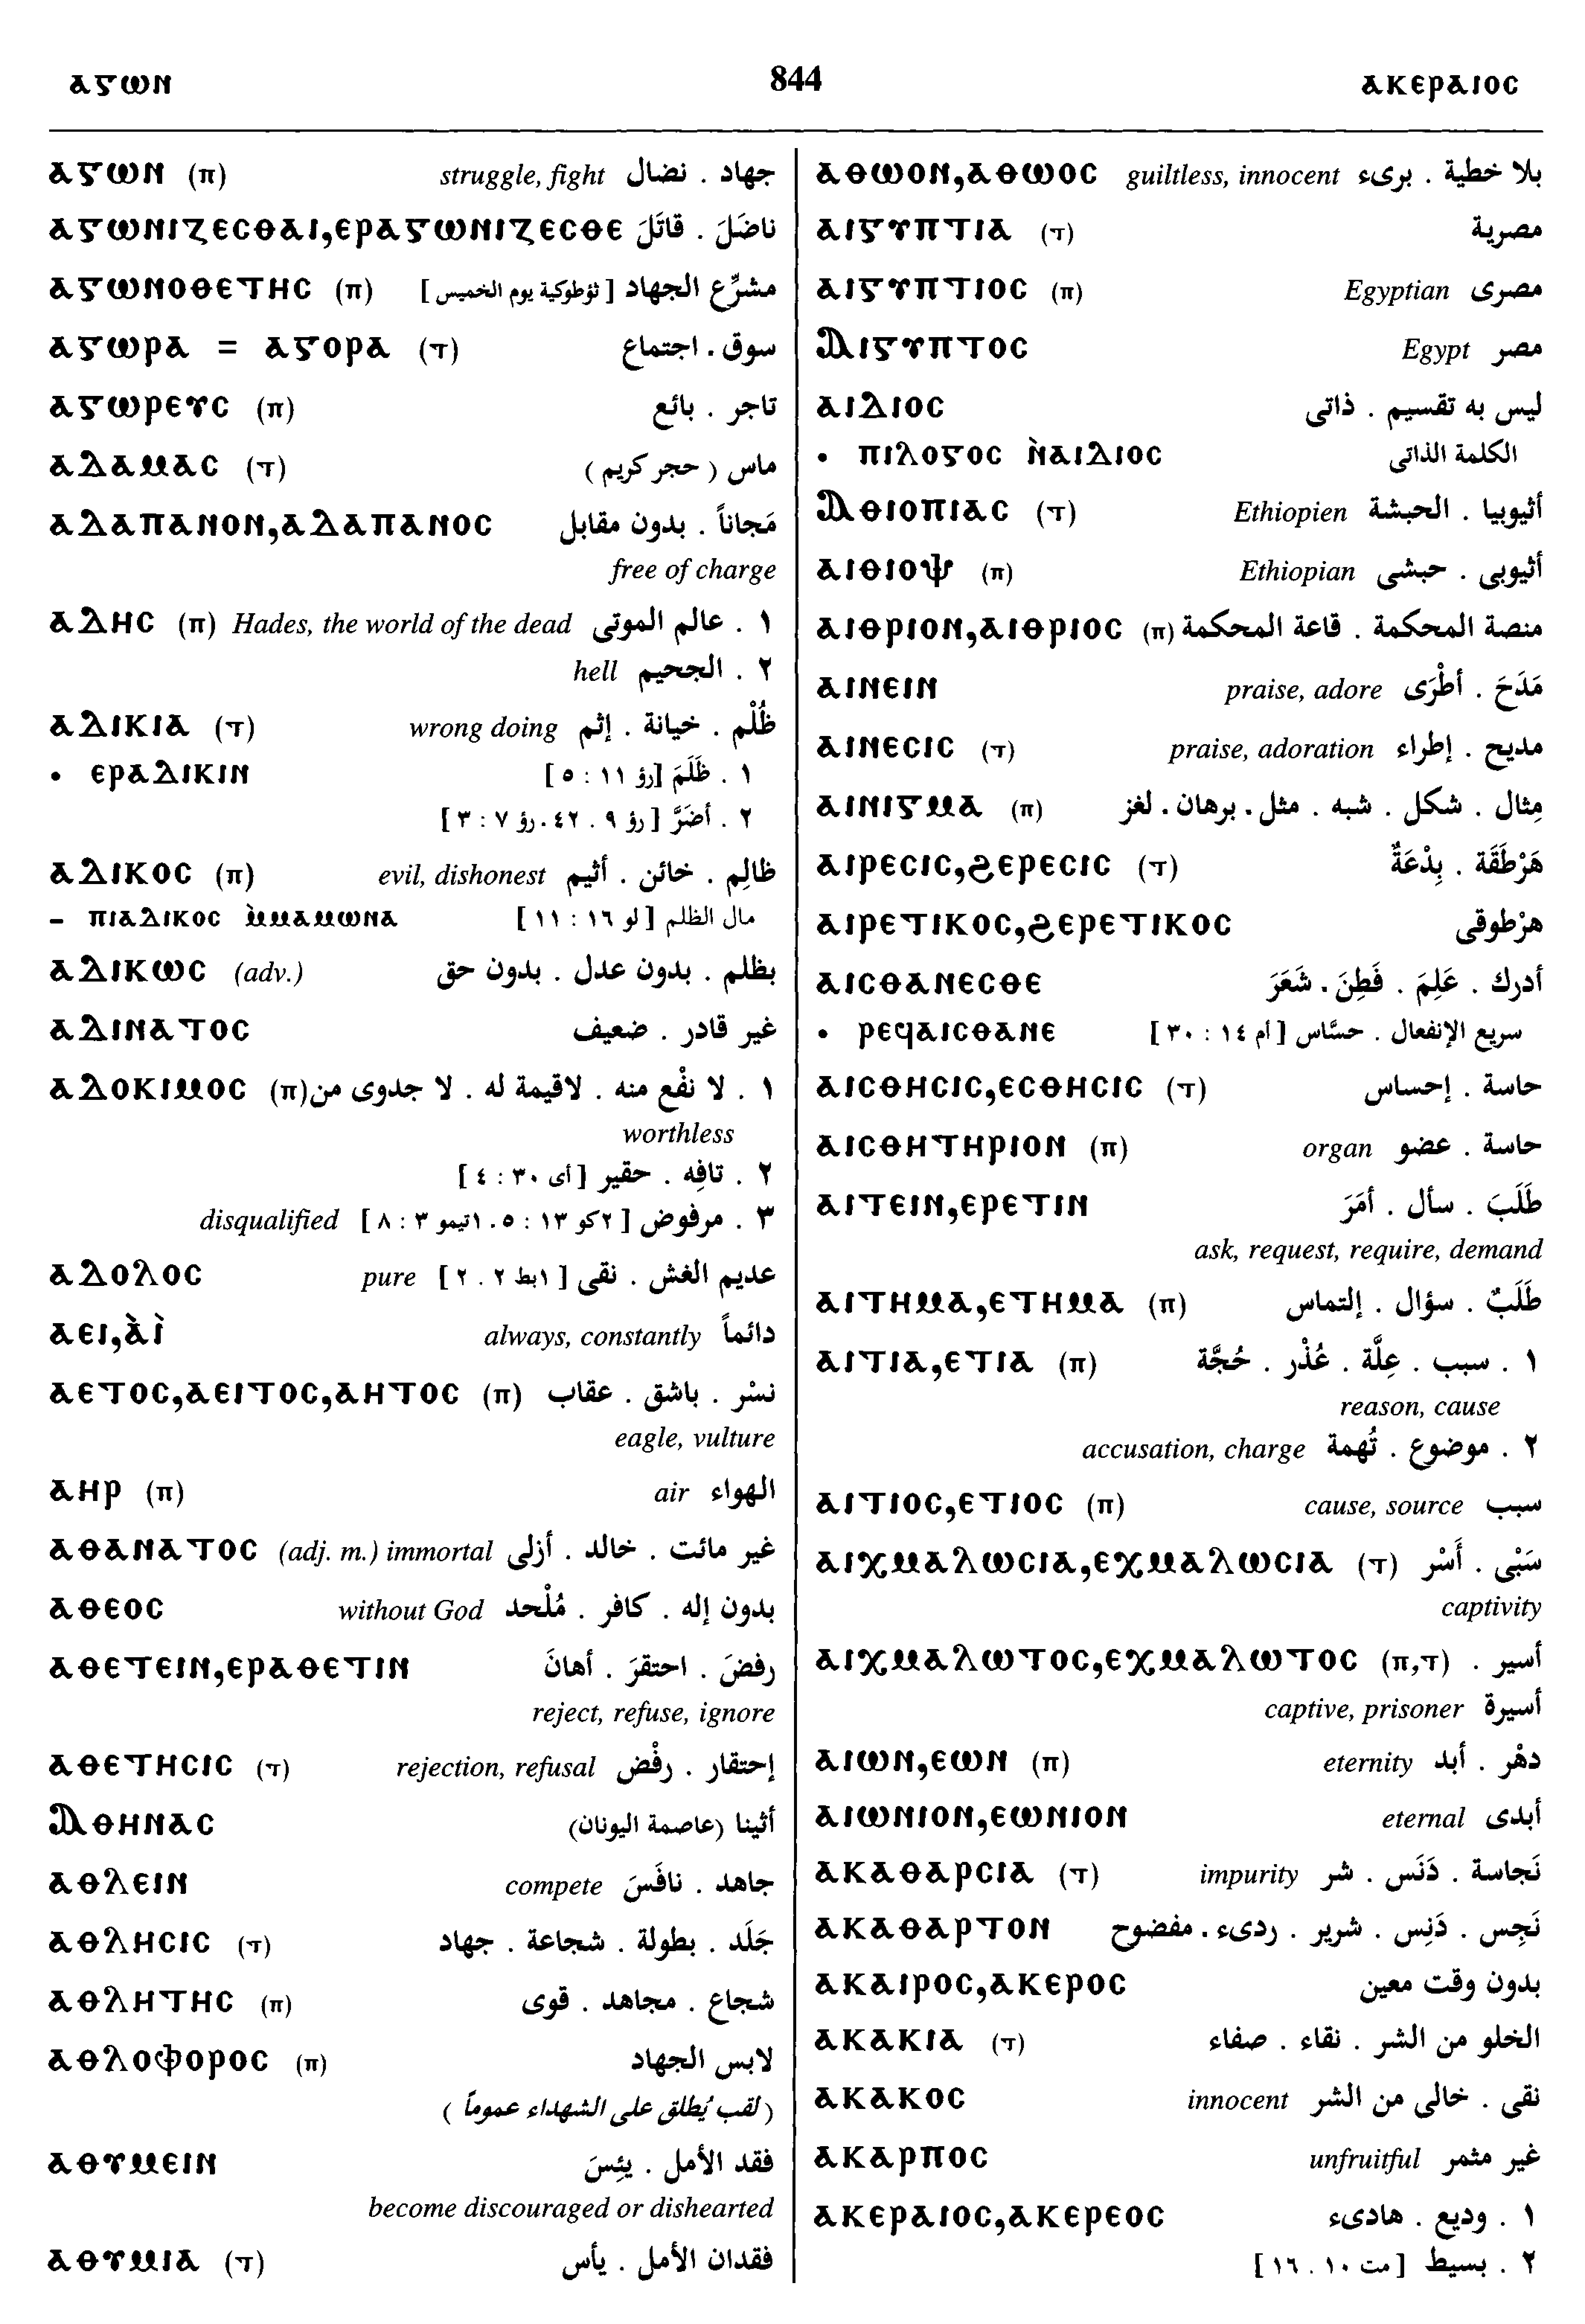 ⲁⲅⲱⲛ 844 ⲁⲕⲉⲣⲁⲓⲟⲥ
ⲁⲅⲱⲛ (ⲡ) struggle, fight جهاد . نضال
ⲁⲅⲱⲛⲓⲍⲉⲥⲑⲁⲓ,ⲉⲣⲁⲅⲱⲛⲓⲍⲉⲥⲑⲉ ناضَلَ . قاتَلَ
ⲁⲅⲱⲛⲟⲑⲉⲧⲏⲥ (ⲡ) مشرِّع الجهاد [ ثؤطوكية يوم الخميس ]
ⲁⲅⲱⲣⲁ = ⲁⲅⲟⲣⲁ (ⲧ) سوق . اجتماع
ⲁⲅⲱⲣⲉⲩⲥ (ⲡ) تاجر . بائع
ⲁⲇⲁⲙⲁⲥ (ⲧ) ماس ( حجر كريم )
ⲁⲇⲁⲡⲁⲛⲟⲛ,ⲁⲇⲁⲡⲁⲛⲟⲥ مَجاناً . بدون مقابل
free of charge
ⲁⲇⲏⲥ (ⲡ) Hades, the world of the dead ١ . عالم الموتى
hell ٢ . الجحيم
ⲁⲇⲓⲕⲓⲁ (ⲧ) wrong doing ظُلْم . خيانة . إثم
• ⲉⲣⲁⲇⲓⲕⲓⲛ ١ . ظَلَمَ [رؤ ١١ : ٥ ]
٢ . أضَرَّ [ رؤ ٩ . ٤٢ . رؤ ٧ : ٣ ]
ⲁⲇⲓⲕⲟⲥ (ⲡ) evil, dishonest ظالِم . خائن . أثيم
– ⲡⲓⲁⲇⲓⲕⲟⲥ ⲙ̀ⲙⲁⲙⲱⲛⲁ مال الظلم [ لو ١٦ : ١١ ]
ⲁⲇⲓⲕⲱⲥ (adv.) بظلم . بدون عدل . بدون حق
ⲁⲇⲓⲛⲁⲧⲟⲥ غير قادر . ضعيف
ⲁⲇⲟⲕⲓⲙⲟⲥ (ⲡ) ١ . لا نفْع منه . لاقيمة له . لا جدوى من
worthless
٢ . تافِه . حقير [ أى ٣٠ : ٤ ]
disqualified ٣ . مرفوض [ ٢كو ١٣ : ٥ . ١تيمو ٣ : ٨ ]
ⲁⲇⲟⲗⲟⲥ pure عديم الغش . نقى [ ١بط ٢ . ٢ ]
ⲁⲉⲓ,ⲁ̀ⲓ̀ always, constantly دائماً
ⲁⲉⲧⲟⲥ,ⲁⲉⲓⲧⲟⲥ,ⲁⲏⲧⲟⲥ (ⲡ) نسْر . باشق . عقاب
eagle, vulture
ⲁⲏⲣ (ⲡ) air الهواء
ⲁⲑⲁⲛⲁⲧⲟⲥ (adj. m.) immortal غير مائت . خالد . أزلى
ⲁⲑⲉⲟⲥ without God بدون إله . كافر . مُلْحد
ⲁⲑⲉⲧⲉⲓⲛ,ⲉⲣⲁⲑⲉⲧⲓⲛ رفضَ . احتقرَ . أهانَ
reject, refuse, ignore
ⲁⲑⲉⲧⲏⲥⲓⲥ (ⲧ) rejection, refusal إحتقار . رفْض
Ⲁⲑⲏⲛⲁⲥ أثينا (عاصمة اليونان)
ⲁⲑⲗⲉⲓⲛ compete جاهد . نافَسَ
ⲁⲑⲗⲏⲥⲓⲥ (ⲧ) جَلَد . بطولة . شجاعة . جهاد
ⲁⲑⲗⲏⲧⲏⲥ (ⲡ) شجاع . مجاهد . قوى
ⲁⲑⲗⲟⲫⲟⲣⲟⲥ (ⲡ) لابس الجهاد
( لقب يُطلق على الشهداء عموماً )
ⲁⲑⲩⲙⲉⲓⲛ فقد الأمل . يئِسَ
become discouraged or dishearted
ⲁⲑⲩⲙⲓⲁ (ⲧ) فقدان الأمل . يأس
ⲁⲑⲱⲟⲛ,ⲁⲑⲱⲟⲥ guiltless, innocent بلا خطية . برىء
ⲁⲓⲅⲩⲡⲧⲓⲁ (ⲧ) مصرية
ⲁⲓⲅⲩⲡⲧⲓⲟⲥ (ⲡ) Egyptian مصرى
Ⲁⲓⲅⲩⲡⲧⲟⲥ Egypt مصر
ⲁⲓⲇⲓⲟⲥ ليس به تقسيم . ذاتى
• ⲡⲓⲗⲟⲅⲟⲥ ⲛ̀ⲁⲓⲇⲓⲟⲥ الكلمة الذاتى
Ⲁⲑⲓⲟⲡⲓⲁⲥ (ⲧ) Ethiopien أثيوبيا . الحبشة
ⲁⲓⲑⲓⲟⲯ (ⲡ) Ethiopian أثيوبى . حبشى
ⲁⲓⲑⲣⲓⲟⲛ,ⲁⲓⲑⲣⲓⲟⲥ (ⲡ) منصة المحكمة . قاعة المحكمة
ⲁⲓⲛⲉⲓⲛ praise, adore مَدَحَ . أطْرَى
ⲁⲓⲛⲉⲥⲓⲥ (ⲧ) praise, adoration مديح . إطراء
ⲁⲓⲛⲓⲅⲙⲁ (ⲡ) مِثال . شكل . شبه . مثل . برهان . لغز
ⲁⲓⲣⲉⲥⲓⲥ,ϩⲉⲣⲉⲥⲓⲥ (ⲧ) هَرْطَقَة . بِدْعَةٌ
ⲁⲓⲣⲉⲧⲓⲕⲟⲥ,ϩⲉⲣⲉⲧⲓⲕⲟⲥ هرْطوقى
ⲁⲓⲥⲑⲁⲛⲉⲥⲑⲉ أدرك . عَلِمَ . فَطِنَ . شَعَرَ
• ⲣⲉϥⲁⲓⲥⲑⲁⲛⲉ سريع الإنفعال . حسَّاس [ أم ١٤ : ٣٠ ]
ⲁⲓⲥⲑⲏⲥⲓⲥ,ⲉⲥⲑⲏⲥⲓⲥ (ⲧ) حاسة . إحساس
ⲁⲓⲥⲑⲏⲧⲏⲣⲓⲟⲛ (ⲡ) organ حاسة . عضو
ⲁⲓⲧⲉⲓⲛ,ⲉⲣⲉⲧⲓⲛ طَلَبَ . سأل . أمَرَ
ask, request, require, demand
ⲁⲓⲧⲏⲙⲁ,ⲉⲧⲏⲙⲁ (ⲡ) طَلَبٌ . سؤال . إلتماس
ⲁⲓⲧⲓⲁ,ⲉⲧⲓⲁ (ⲡ) ١ . سبب . عِلَّة . عُذْر . حُجَّة
reason, cause
accusation, charge ٢ . موضوع . تُهمة
ⲁⲓⲧⲓⲟⲥ,ⲉⲧⲓⲟⲥ (ⲡ) cause, source سبب
ⲁⲓⲭⲙⲁⲗⲱⲥⲓⲁ,ⲉⲭⲙⲁⲗⲱⲥⲓⲁ (ⲧ) سَبْى . أَسْر
captivity
ⲁⲓⲭⲙⲁⲗⲱⲧⲟⲥ,ⲉⲭⲙⲁⲗⲱⲧⲟⲥ (ⲡ,ⲧ) أسير .
captive, prisoner أسيرة
ⲁⲓⲱⲛ,ⲉⲱⲛ (ⲡ) eternity دهْر . أبد
ⲁⲓⲱⲛⲓⲟⲛ,ⲉⲱⲛⲓⲟⲛ eternal أبدى
ⲁⲕⲁⲑⲁⲣⲥⲓⲁ (ⲧ) impurity نَجاسة . دَنَس . شر
ⲁⲕⲁⲑⲁⲣⲧⲟⲛ نَجِس . دَنِس . شرير . ردىء . مفضوح
ⲁⲕⲁⲓⲣⲟⲥ,ⲁⲕⲉⲣⲟⲥ بدون وقت معين
ⲁⲕⲁⲕⲓⲁ (ⲧ) الخلو من الشر . نقاء . صفاء
ⲁⲕⲁⲕⲟⲥ innocent نقى . خالى من الشر
ⲁⲕⲁⲣⲡⲟⲥ unfruitful غير مثمر
ⲁⲕⲉⲣⲁⲓⲟⲥ,ⲁⲕⲉⲣⲉⲟⲥ ١ . وديع . هادىء
٢ . بسيط [ مت ١٠ . ١٦ ]